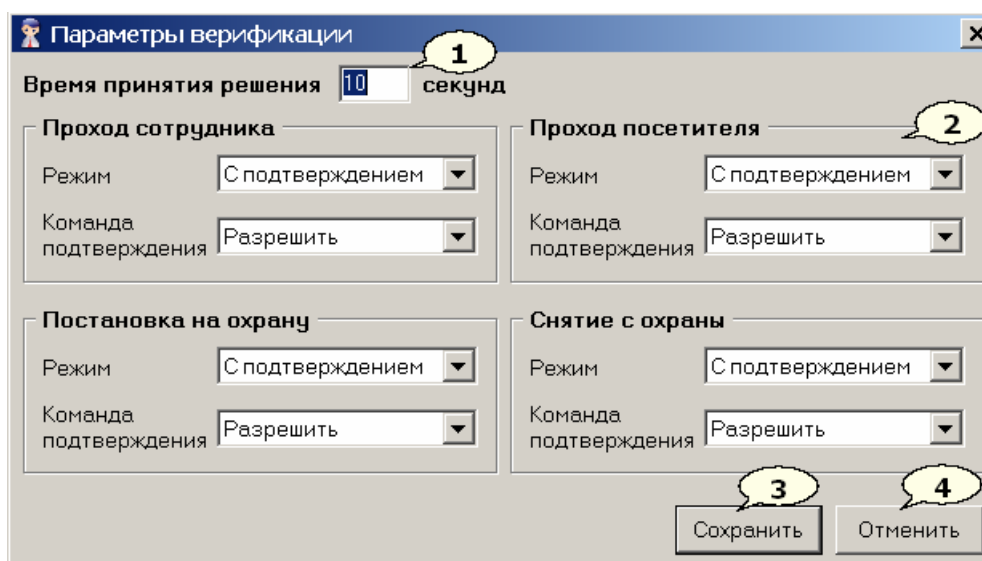 Параметры верификации
1
Время принятия решения 10 секунд
Проход сотрудника
Режим С подтверждением
Команда подтверждения Разрешить
Проход посетителя
2
Режим С подтверждением
Команда подтверждения Разрешить
Постановка на охрану
Режим С подтверждением
Команда подтверждения Разрешить
Снятие с охраны
Режим С подтверждением
Команда подтверждения Разрешить
3
4
Сохранить
Отменить